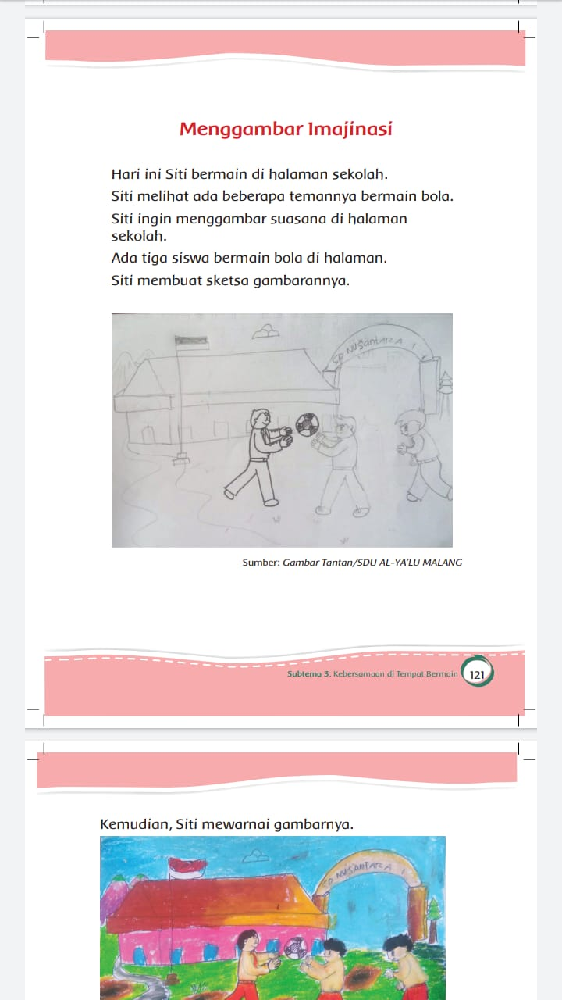 Menggambar Imajinasi
Hari ini Siti bermain di halaman sekolah.
Siti melihat ada beberapa temannya bermain bola.
Siti ingin menggambar suasana di halaman
sekolah.
Ada tiga siswa bermain bola di halaman.
Siti membuat sketsa gambarannya.
SD NUSANTARA 1
Sumber: Gambar Tantan/SDU AL-YA'LU MALANG
Subtema 3: Kebersamaan di Tempat Bermain
121
Kemudian, Siti mewarnai gambarnya.
SD NUSANTARA 1